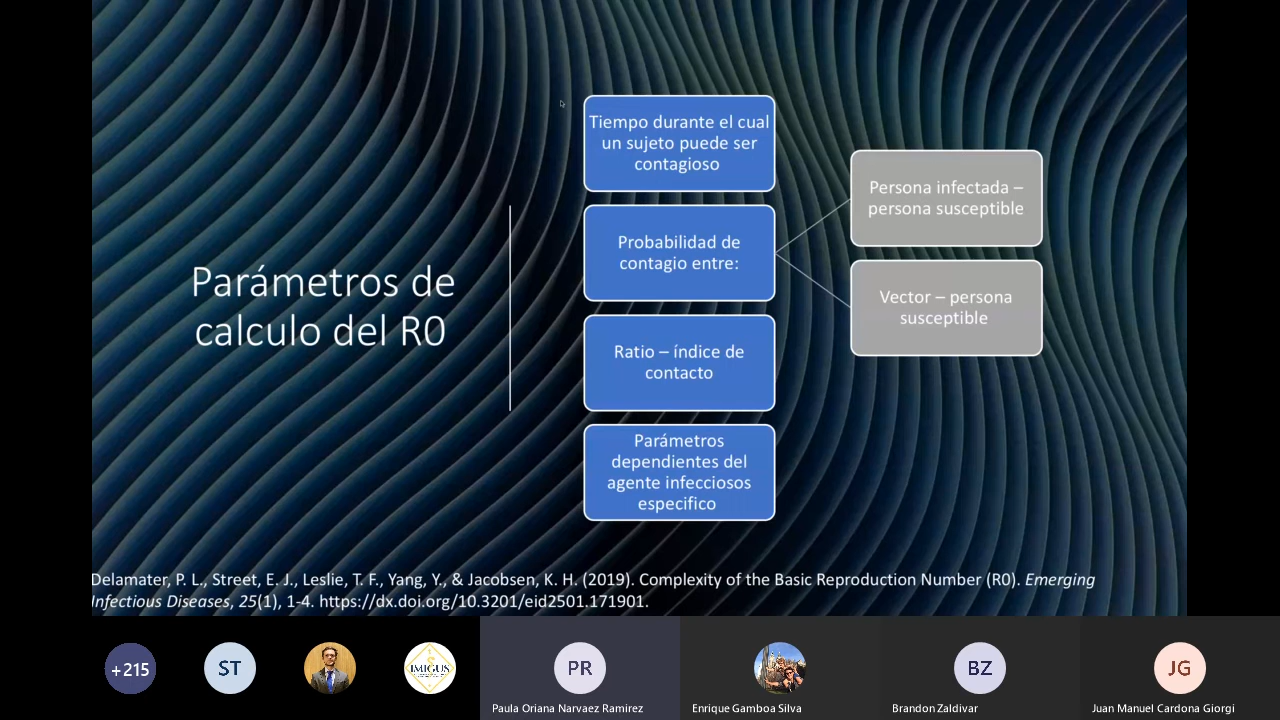 Parámetros de
calculo del R0
Tiempo durante el cual
un sujeto puede ser
contagioso
Probabilidad de
contagio entre:
Persona infectada –
persona susceptible
Vector – persona
susceptible
Ratio – índice de
contacto
Parámetros
dependientes del
agente infecciosos
especifico
Delamater, P. L., Street, E. J., Leslie, T. F., Yang, Y., & Jacobsen, K. H. (2019). Complexity of the Basic Reproduction Number (R0). Emerging
Infectious Diseases, 25(1), 1-4. https://dx.doi.org/10.3201/eid2501.171901.
+215
ST
IMIGUS
PR
BZ
JG
Paula Oriana Narvaez Ramirez
Enrique Gamboa Silva
Brandon Zaldivar
Juan Manuel Cardona Giorgi